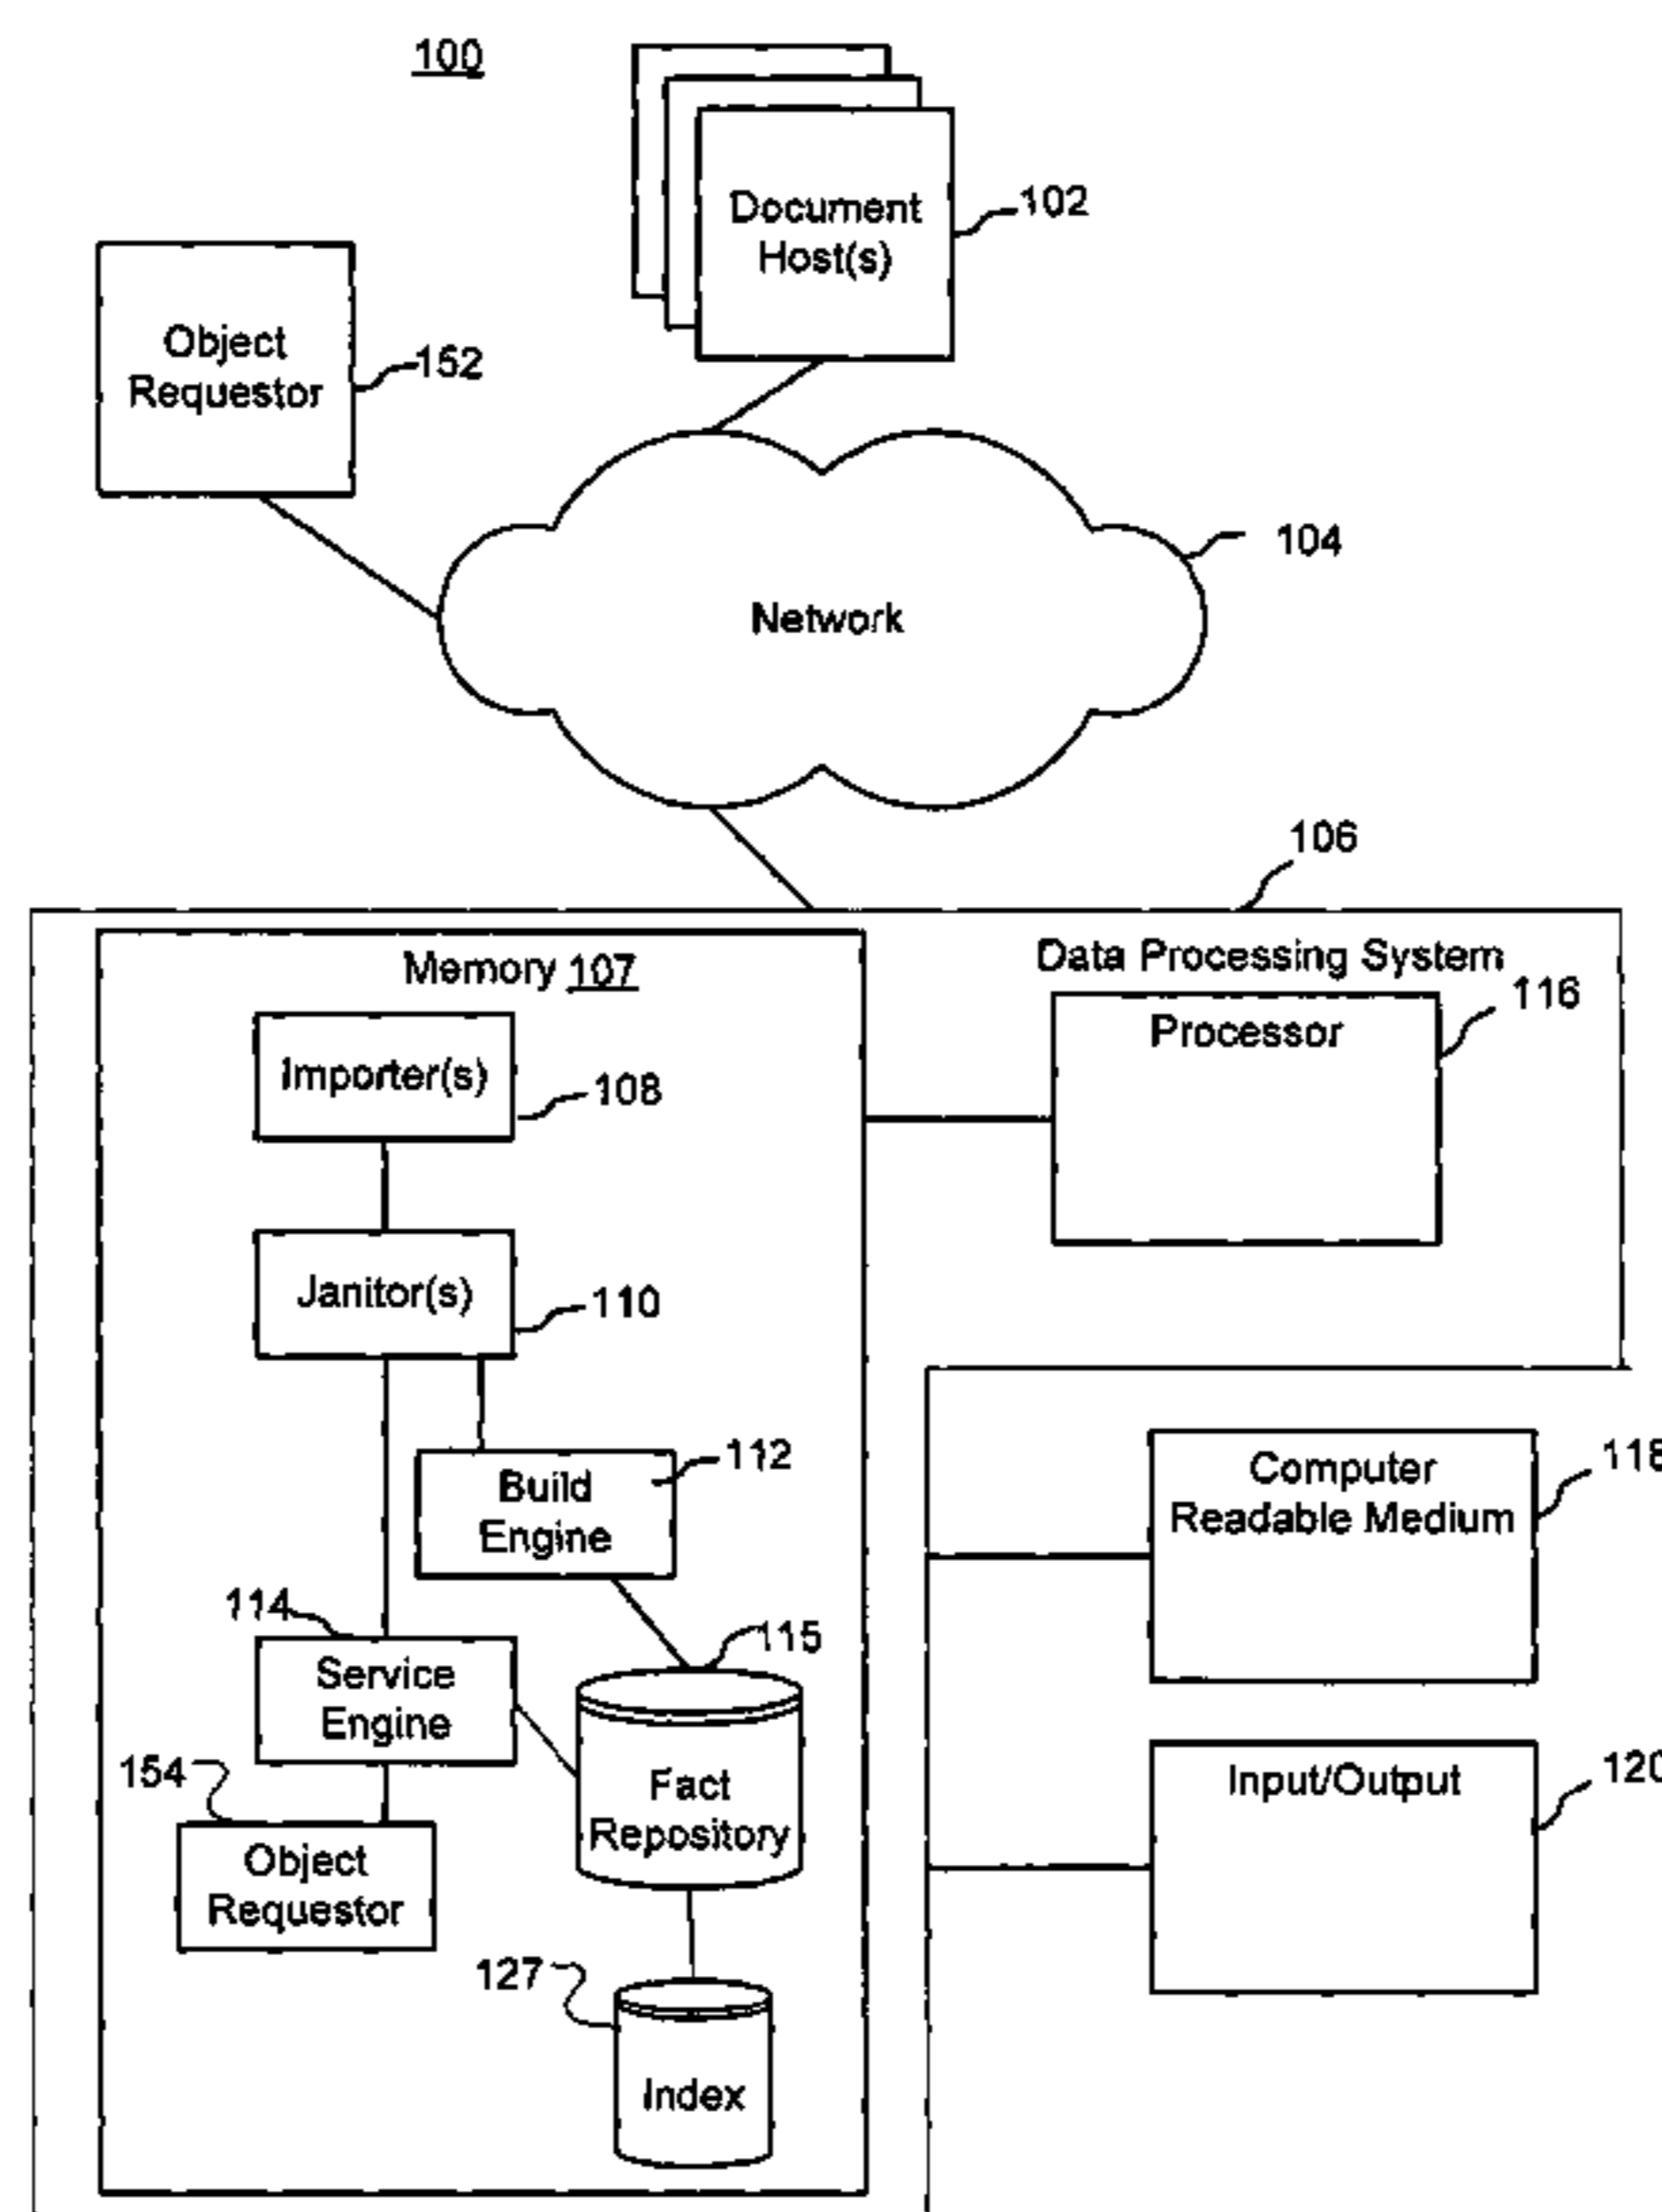 100
Document
Host(s)
102
Object
Requestor
152
104
Network
106
Data Processing System
Memory 107
Processor
116
Importer(s)
108
Janitor(s)
110
Build
Engine
112
Computer
Readable Medium
118
114
Service
Engine
115
Fact
Repository
154
Object
Requestor
Input/Output
120
127
Index